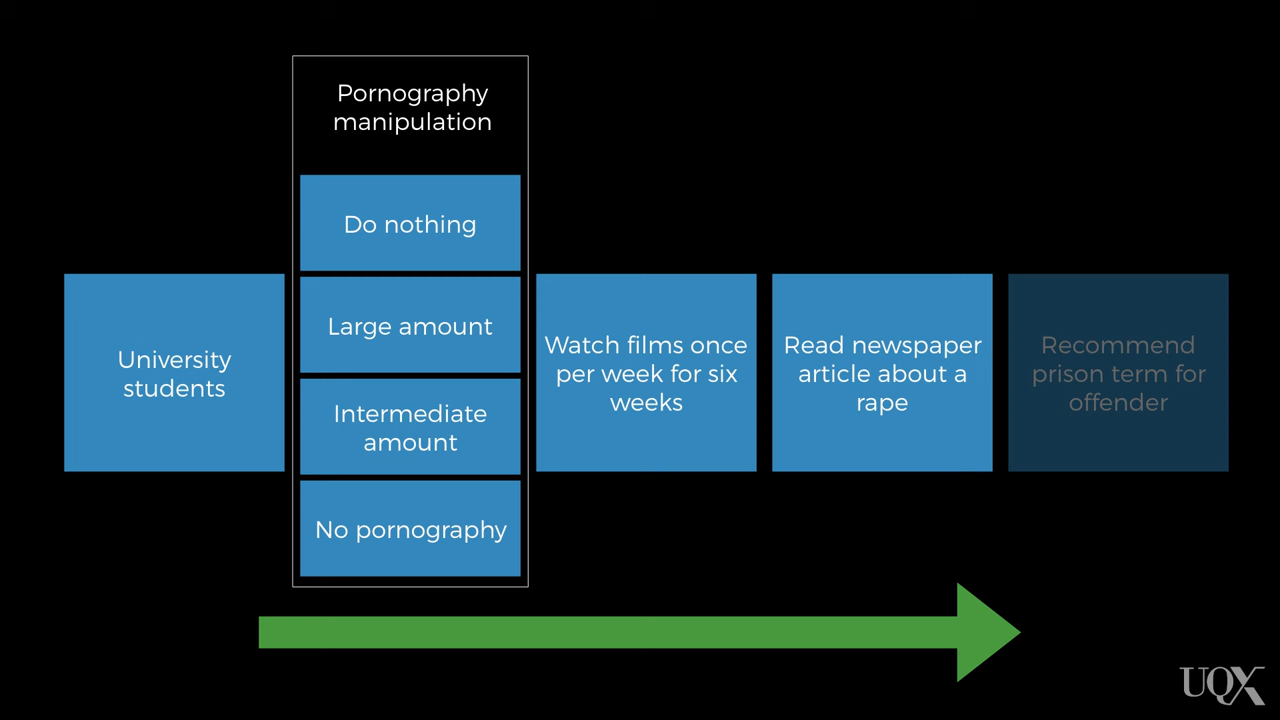 Pornography
manipulation
Do nothing
Large amount
Intermediate
amount
No pornography
University
students
Watch films once
per week for six
weeks
Read newspaper
article about a
rape
Recommend
prison term for
offender
UQX